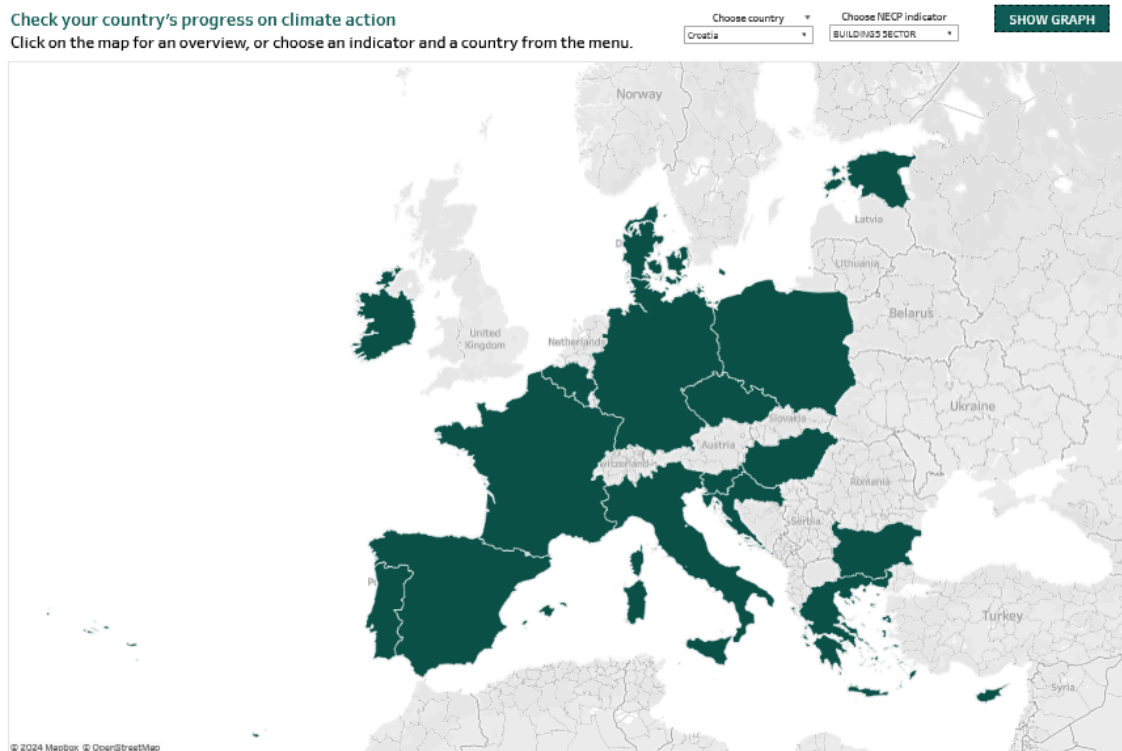 Check your country's progress on climate action
Click on the map for an overview, or choose an indicator and a country from the menu.
Choose country
Croatia
Choose NECP indicator
BUILDINGS SECTOR
SHOW GRAPH
Norway
Latvia
Lithuania
Belarus
United
Kingdom
Netherlands
Ukraine
Slovakia
Austria
witzerland
Romania
Serbia
Turkey
Syria
© 2024 Mapbox © OpenStreetMap